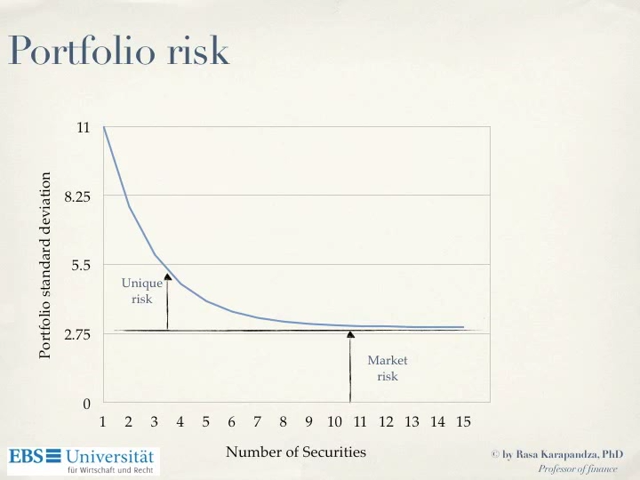 Portfolio risk
11
8.25
5.5
2.75
0
Portfolio standard deviation
Unique
risk
Market
risk
1 2 3 4 5 6 7 8 9 10 11 12 13 14 15
Number of Securities
EBS Universität
für Wirtschaft und Recht
© by Rasa Karapandza, PhD
Professor of finance